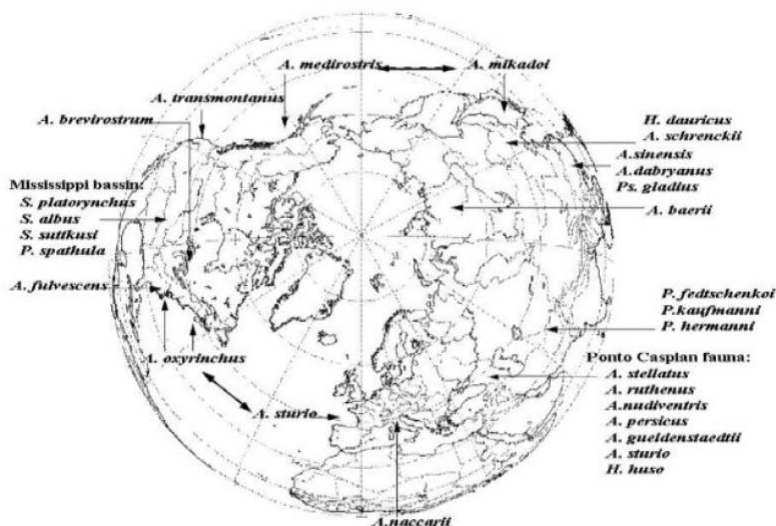 A. medirostris
A. mikadoi
A. transmontanus
A. brevirostrum
H. dauricus
A. schrenckii
A.sinensis
A.dabryanus
Ps. gladius
A. baerii
Mississippi bassin:
S. platorynchus
S. albus
S. suttkusi
P. spathula
A. fulvescens
A. oxyrinchus
P. fedtschenkoi
P.kaufmanni
P. hermanni
Ponto Caspian fauna:
A. stellatus
A. ruthenus
A.nudiventris
A. persicus
A. gueldenstaedtii
A. sturio
H. huso
A. sturio
A.naccarii